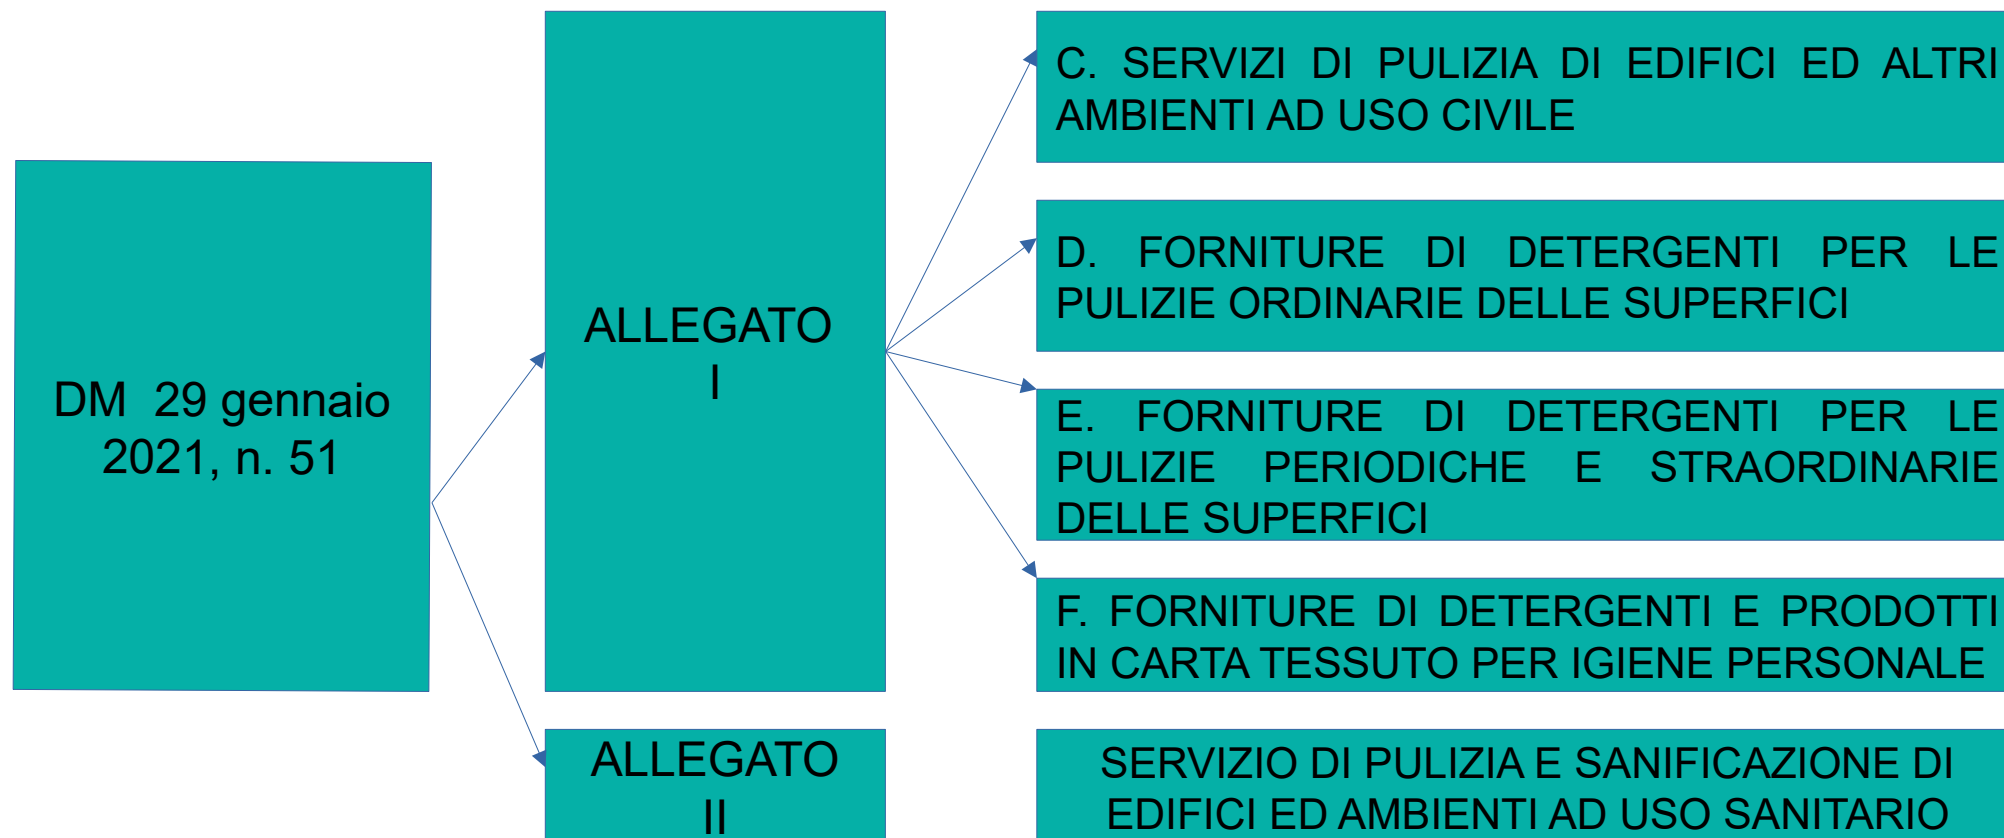 DM 29 gennaio
2021, n. 51
ALLEGATO
I
C. SERVIZI DI PULIZIA DI EDIFICI ED ALTRI
AMBIENTI AD USO CIVILE
D. FORNITURE DI DETERGENTI PER LE
PULIZIE ORDINARIE DELLE SUPERFICI
E. FORNITURE DI DETERGENTI PER LE
PULIZIE PERIODICHE E STRAORDINARIE
DELLE SUPERFICI
F. FORNITURE DI DETERGENTI E PRODOTTI
IN CARTA TESSUTO PER IGIENE PERSONALE
ALLEGATO
II
SERVIZIO DI PULIZIA E SANIFICAZIONE DI
EDIFICI ED AMBIENTI AD USO SANITARIO